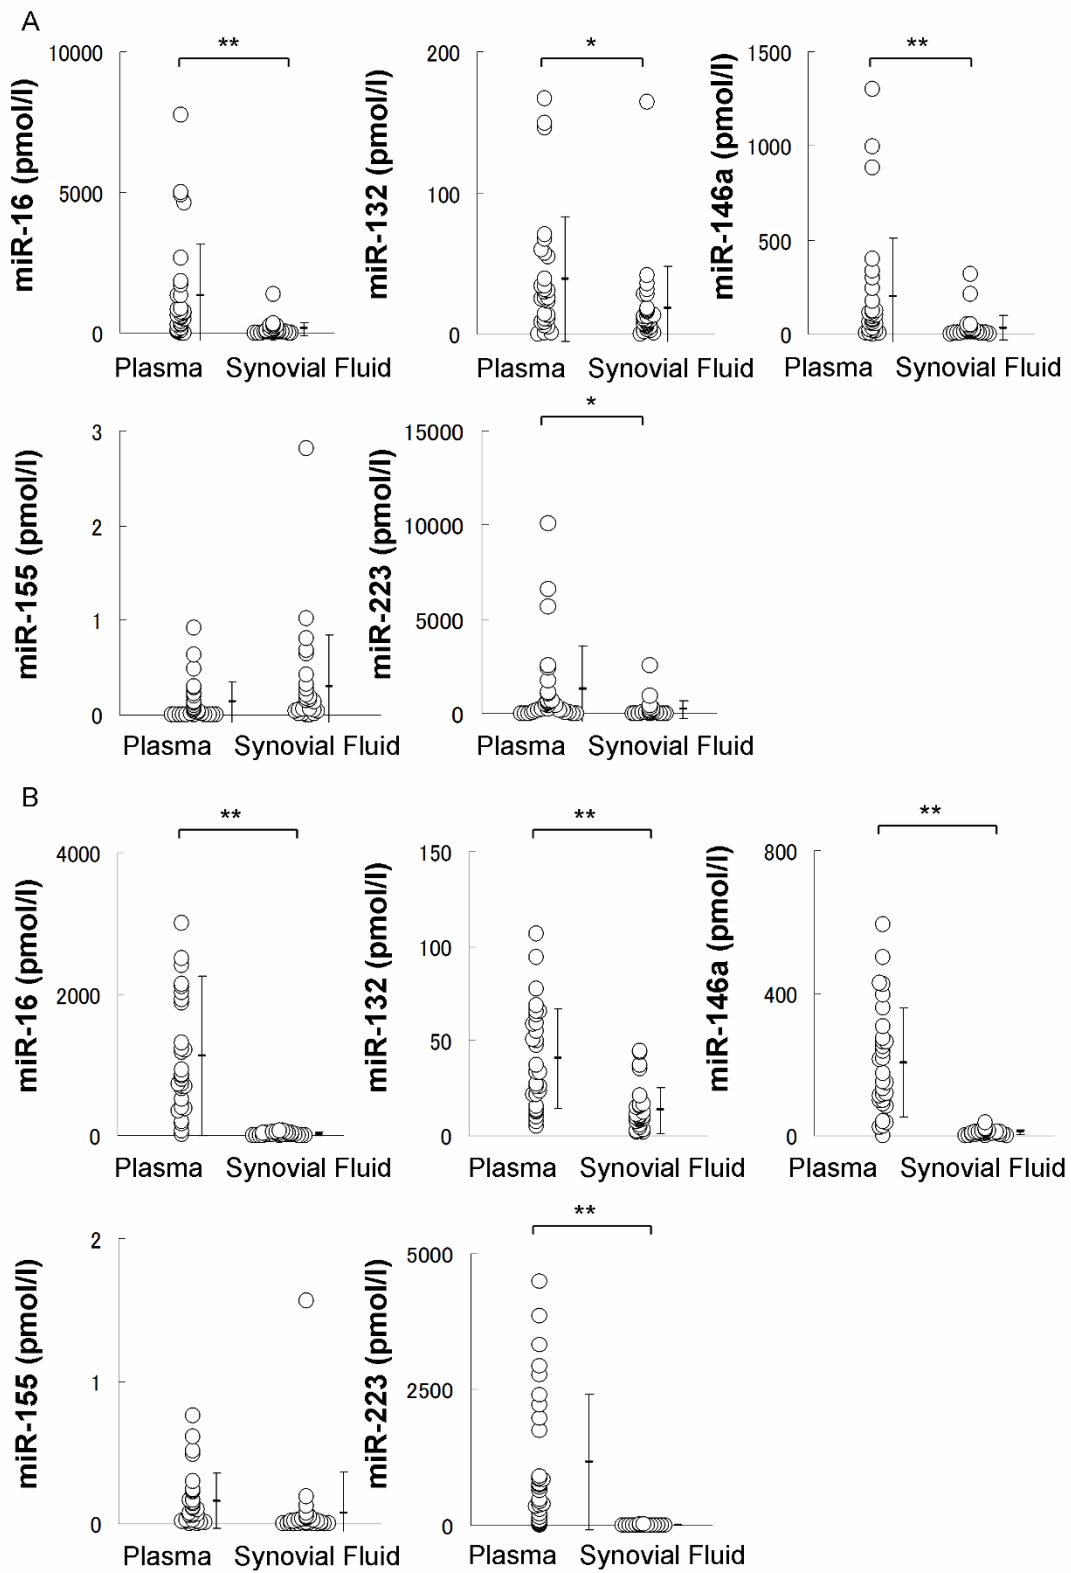 A
** * **
10000 200 1500
5000 100 1000
500
0 0 0
miR-16 (pmol/l) miR-132 (pmol/l) miR-146a (pmol/l)
Plasma Synovial Fluid Plasma Synovial Fluid Plasma Synovial Fluid
*
3 15000
2 10000
1 5000
0 0
miR-155 (pmol/l) miR-223 (pmol/l)
Plasma Synovial Fluid Plasma Synovial Fluid
B
** ** **
4000 150 800
2000 100 400
50
0 0 0
miR-16 (pmol/l) miR-132 (pmol/l) miR-146a (pmol/l)
Plasma Synovial Fluid Plasma Synovial Fluid Plasma Synovial Fluid
**
2 5000
1 2500
0 0
miR-155 (pmol/l) miR-223 (pmol/l)
Plasma Synovial Fluid Plasma Synovial Fluid